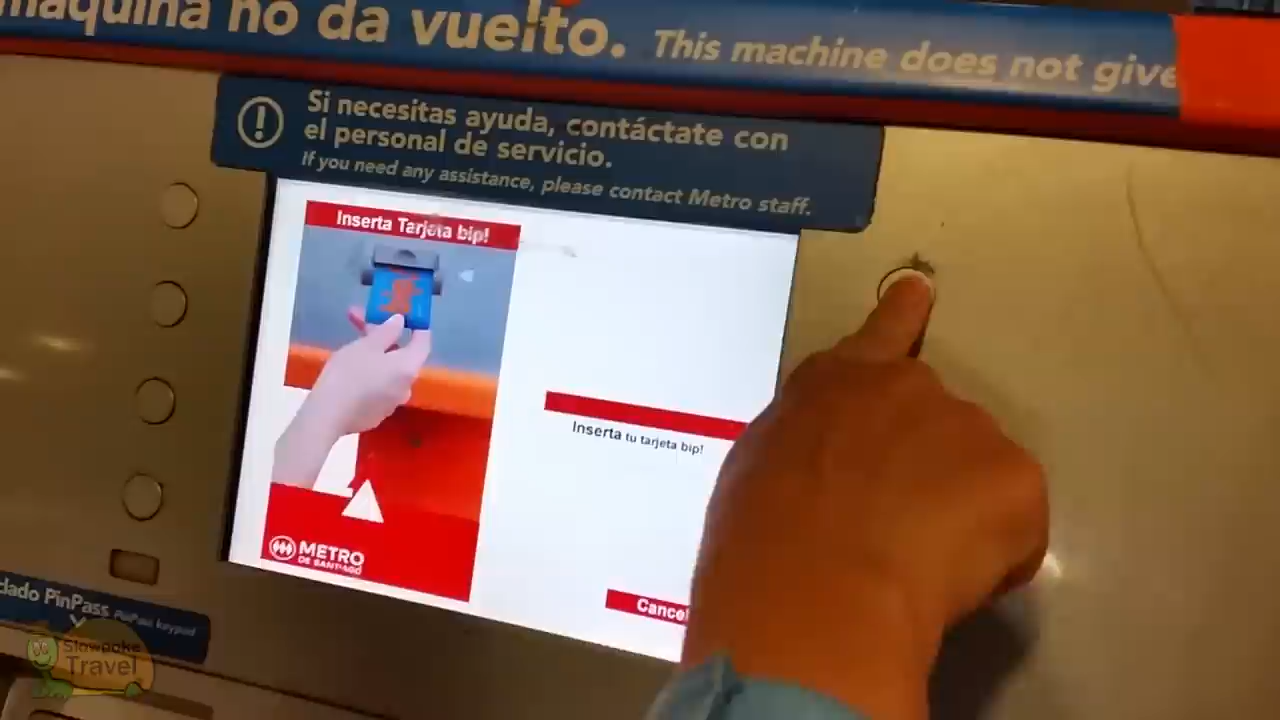 máquina no da vuelto. This machine does not give
Si necesitas ayuda, contáctate con
el personal de servicio.
If you need any assistance, please contact Metro staff.
Inserta Tarjeta bip!
Inserta tu tarjeta bip!
METRO
DE SANTIAGO
Cancel
dado PinPass PinPass keypad
Slowpoke
Travel